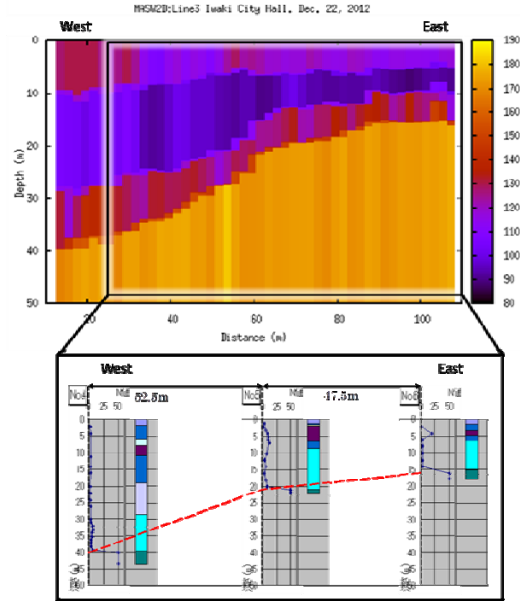 MASW2D:Line3 Iwaki City Hall, Dec. 22, 2012
West East
0
10
20
30
40
50
Depth (m)
20 40 60 80 100
Distance (m)
190
180
170
160
150
140
130
120
110
100
90
80
West East
52.5m 47.5m
25 50 25 50 25 50
0 0 0
5 5 5
10 10 10
15 15 15
20 20 20
25 25 25
30 30 30
35 35 35
40 40 40
45 45 45